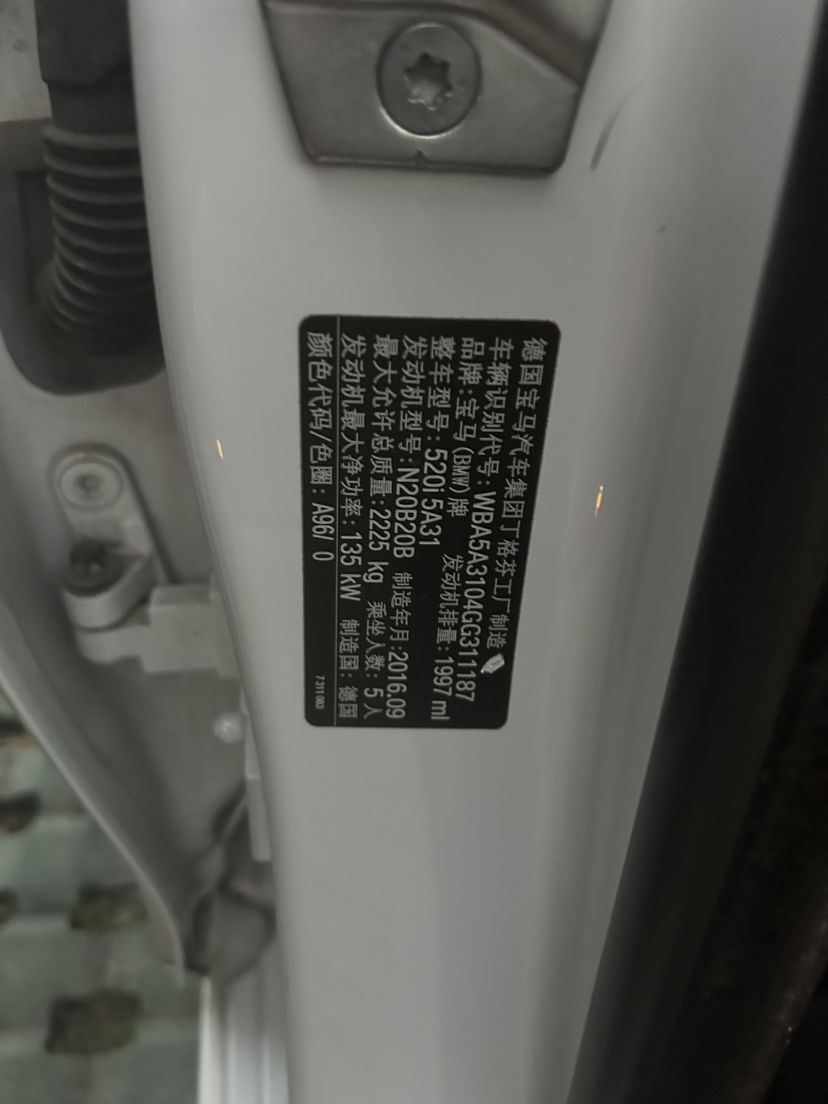 德国宝马汽车集团丁格芬工厂制造
车辆识别代号:WBA5A3104GG311187
品牌:宝马(BMW)牌 发动机排量:1997 ml
整车型号:520i 5A31
发动机型号:N20B20B 制造年月:2016.09
最大允许总质量:2225 kg 乘坐人数:5人
发动机最大净功率:135 kW 制造国:德国
颜色代码/色圈:A96/ 0 7311 063